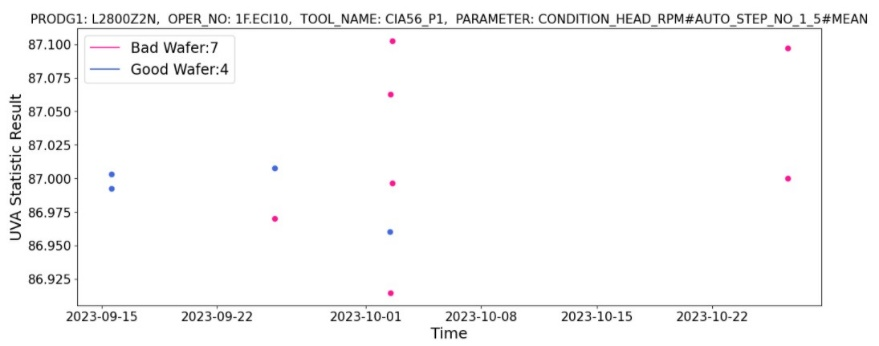 PRODG1: L2800Z2N, OPER_NO: 1F.ECI10, TOOL_NAME: CIA56_P1, PARAMETER: CONDITION_HEAD_RPM#AUTO_STEP_NO_1_5#MEAN
Bad Wafer:7
Good Wafer:4
UVA Statistic Result
87.100
87.075
87.050
87.025
87.000
86.975
86.950
86.925
2023-09-15 2023-09-22 2023-10-01 2023-10-08 2023-10-15 2023-10-22
Time